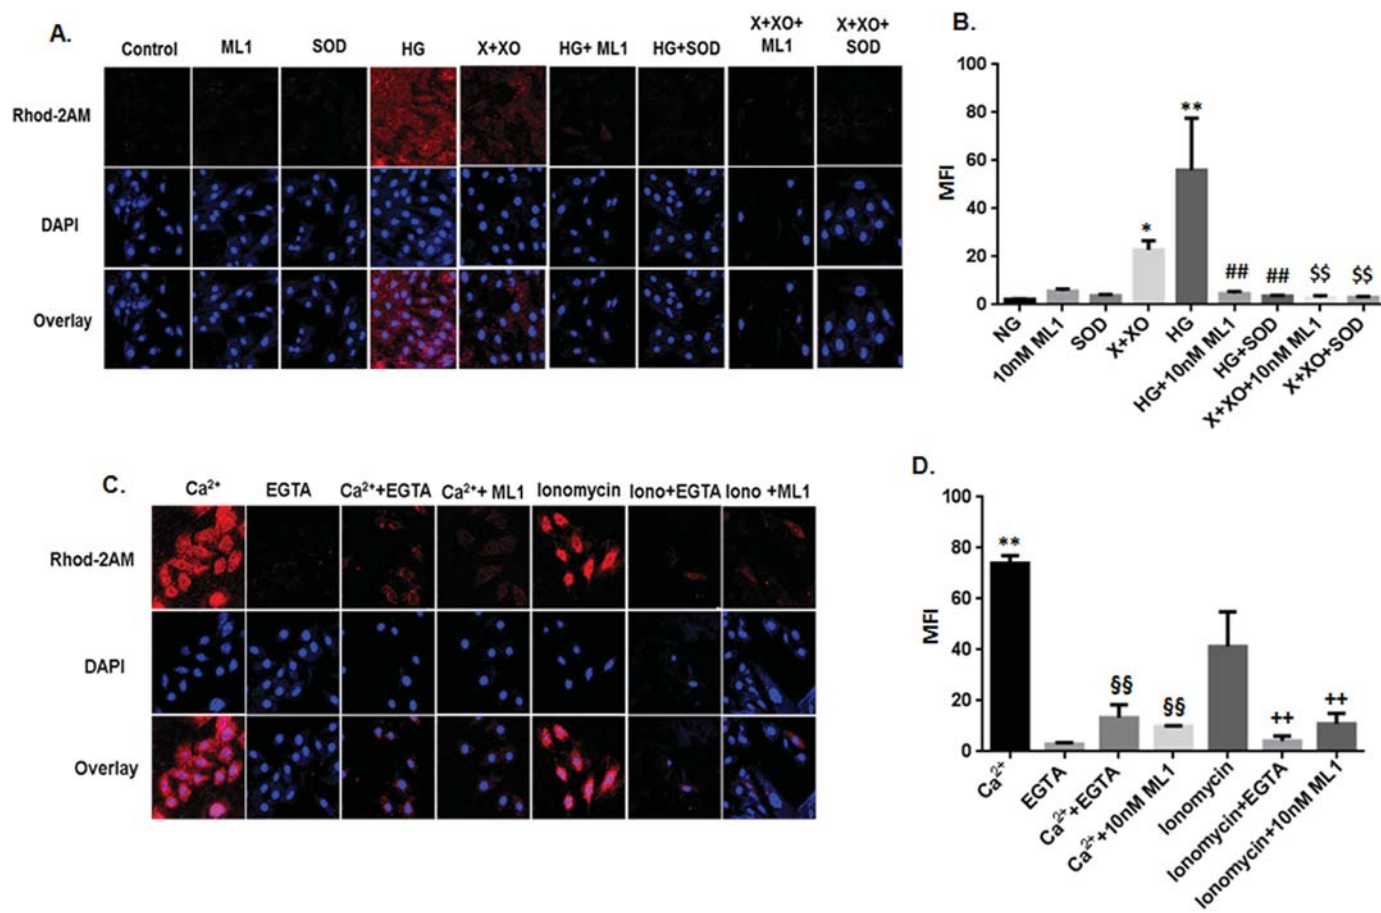 A.
Control ML1 SOD HG X+XO HG+ ML1 HG+SOD X+XO+ ML1 X+XO+ SOD
Rhod-2AM
DAPI
Overlay
B.
100
80
60
40
20
0
MFI
* ** ## ## $$ $$
NG 10nM ML1 SOD X+XO HG HG+10nM ML1 HG+SOD X+XO+10nM ML1 X+XO+SOD
C.
Ca²⁺ EGTA Ca²⁺+EGTA Ca²⁺+ ML1 Ionomycin Iono+EGTA Iono +ML1
Rhod-2AM
DAPI
Overlay
D.
100
80
60
40
20
0
MFI
** §§ §§ ++ ++
Ca²⁺ EGTA Ca²⁺+EGTA Ca²⁺+10nM ML1 Ionomycin Ionomycin+EGTA Ionomycin+10nM ML1